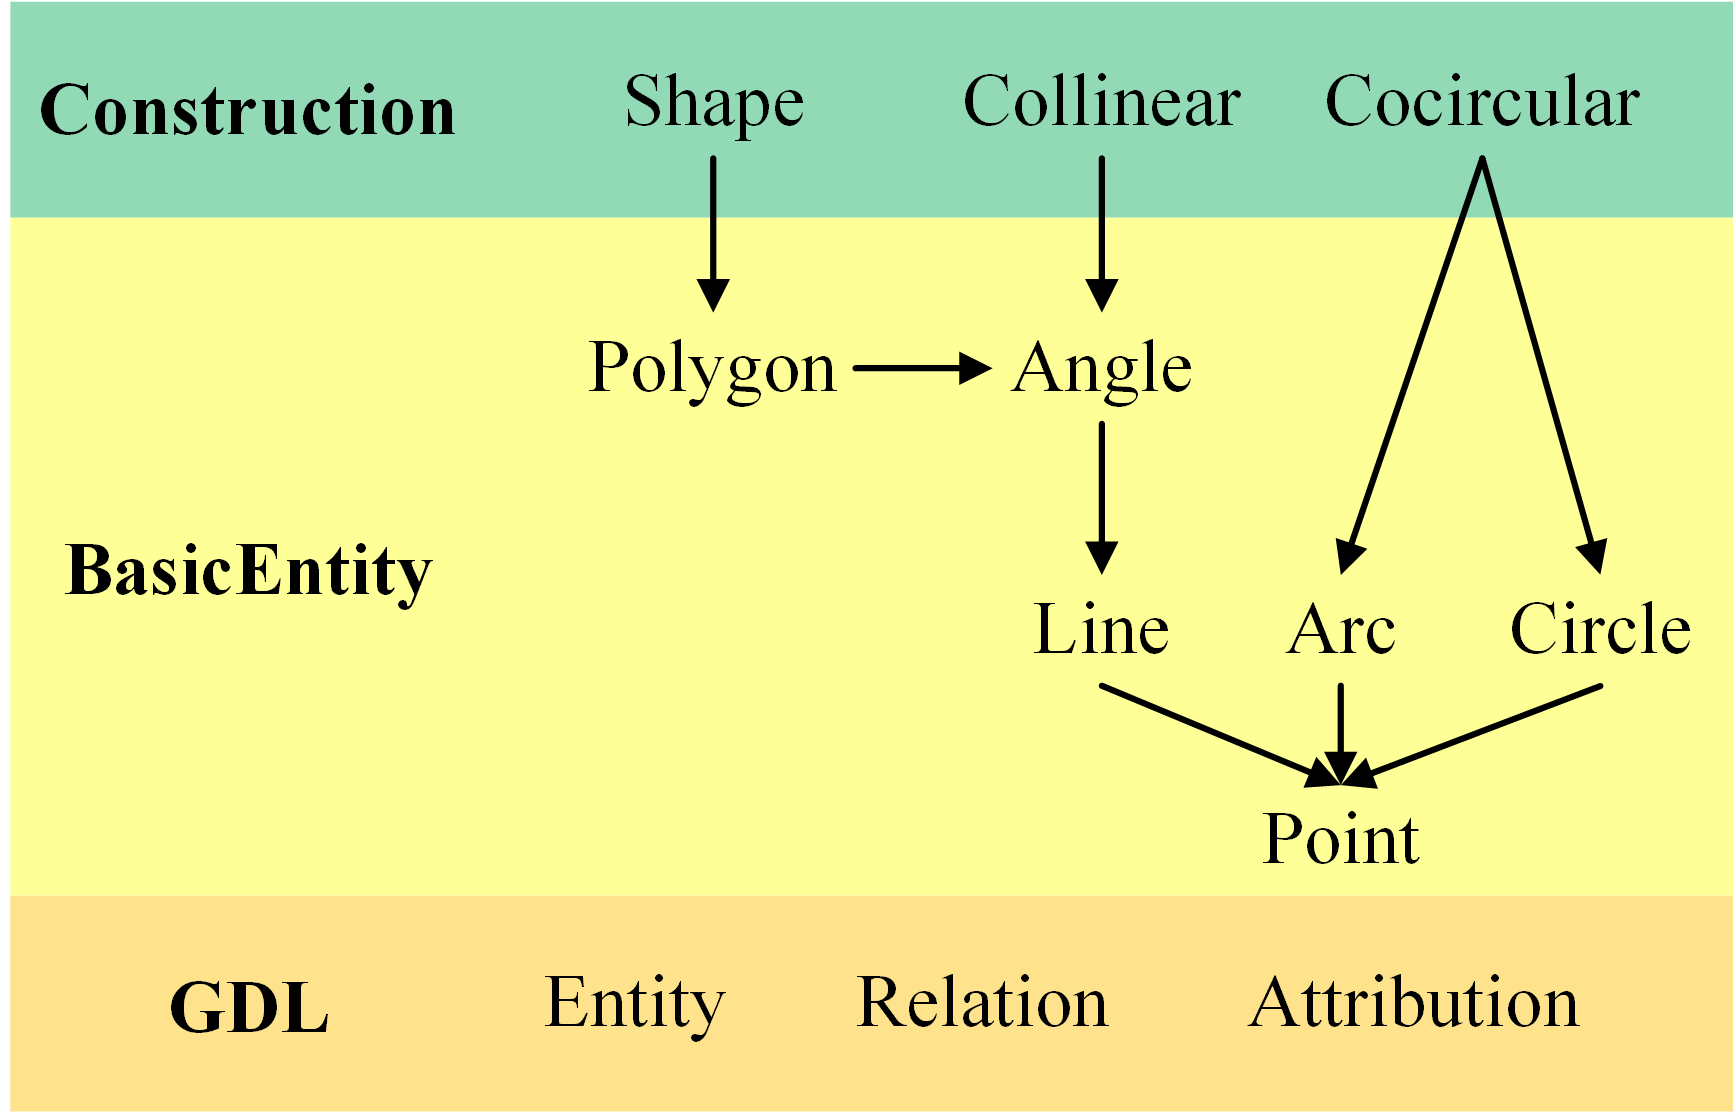 Construction Shape Collinear Cocircular
Polygon Angle
BasicEntity
Line Arc Circle
Point
GDL Entity Relation Attribution